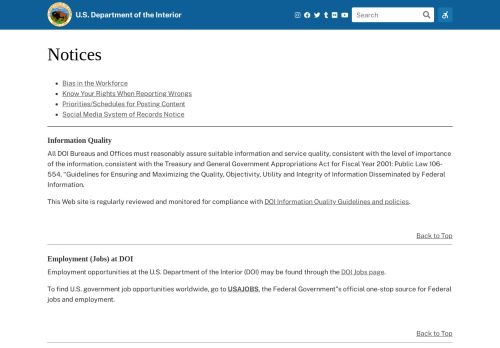 U.S. Department of the Interior
Search
Notices
Bias in the Workforce
Know Your Rights When Reporting Wrongs
Priorities/Schedules for Posting Content
Social Media System of Records Notice
Information Quality
All DOI Bureaus and Offices must reasonably assure suitable information and service quality, consistent with the level of importance
of the information, consistent with the Treasury and General Government Appropriations Act for Fiscal Year 2001: Public Law 106-
554, "Guidelines for Ensuring and Maximizing the Quality, Objectivity, Utility and Integrity of Information Disseminated by Federal
Information.
This Web site is regularly reviewed and monitored for compliance with DOI Information Quality Guidelines and policies.
Back to Top
Employment (Jobs) at DOI
Employment opportunities at the U.S. Department of the Interior (DOI) may be found through the DOI Jobs page.
To find U.S. government job opportunities worldwide, go to USAJOBS, the Federal Government"s official one-stop source for Federal
jobs and employment.
Back to Top